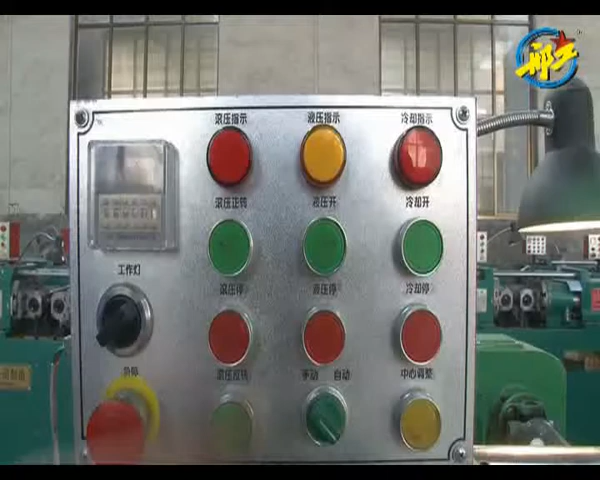 邢工
滚压指示 液压指示 冷却指示
滚压正转 液压开 冷却开
工作灯
滚压停 液压停 冷却停
急停 滚压反转 手动 自动 中心调整